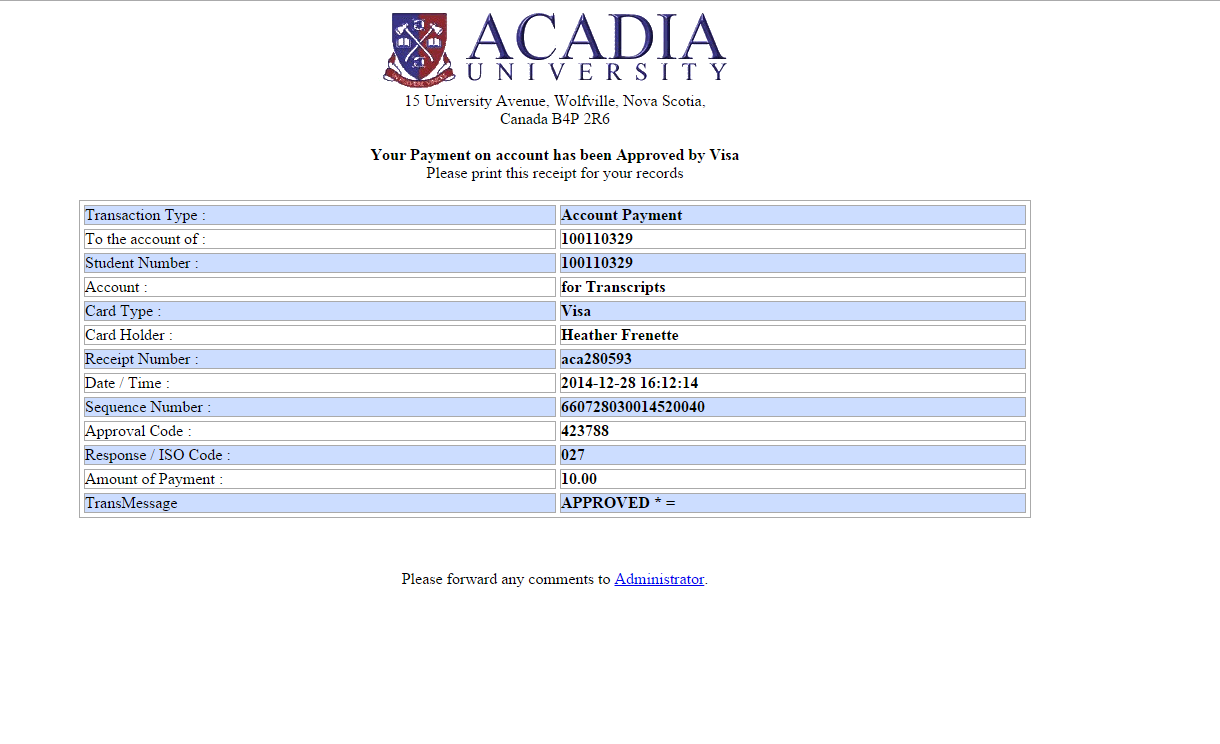 ACADIA
UNIVERSITY
15 University Avenue, Wolfville, Nova Scotia,
Canada B4P 2R6
Your Payment on account has been Approved by Visa
Please print this receipt for your records
Transaction Type : Account Payment
To the account of : 100110329
Student Number : 100110329
Account : for Transcripts
Card Type : Visa
Card Holder : Heather Frenette
Receipt Number : aca280593
Date / Time : 2014-12-28 16:12:14
Sequence Number : 660728030014520040
Approval Code : 423788
Response / ISO Code : 027
Amount of Payment : 10.00
TransMessage APPROVED * =
Please forward any comments to Administrator.